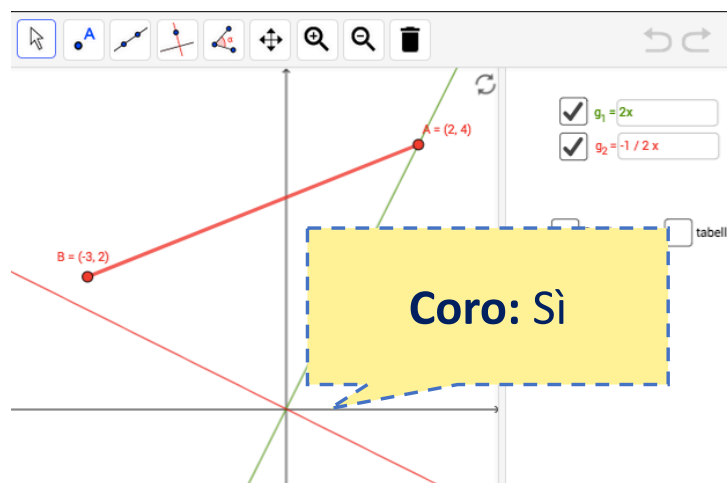 A
α
g₁ = 2x
A = (2, 4)
g₂ = -1 / 2 x
B = (-3, 2)
tabell
Coro: Sì